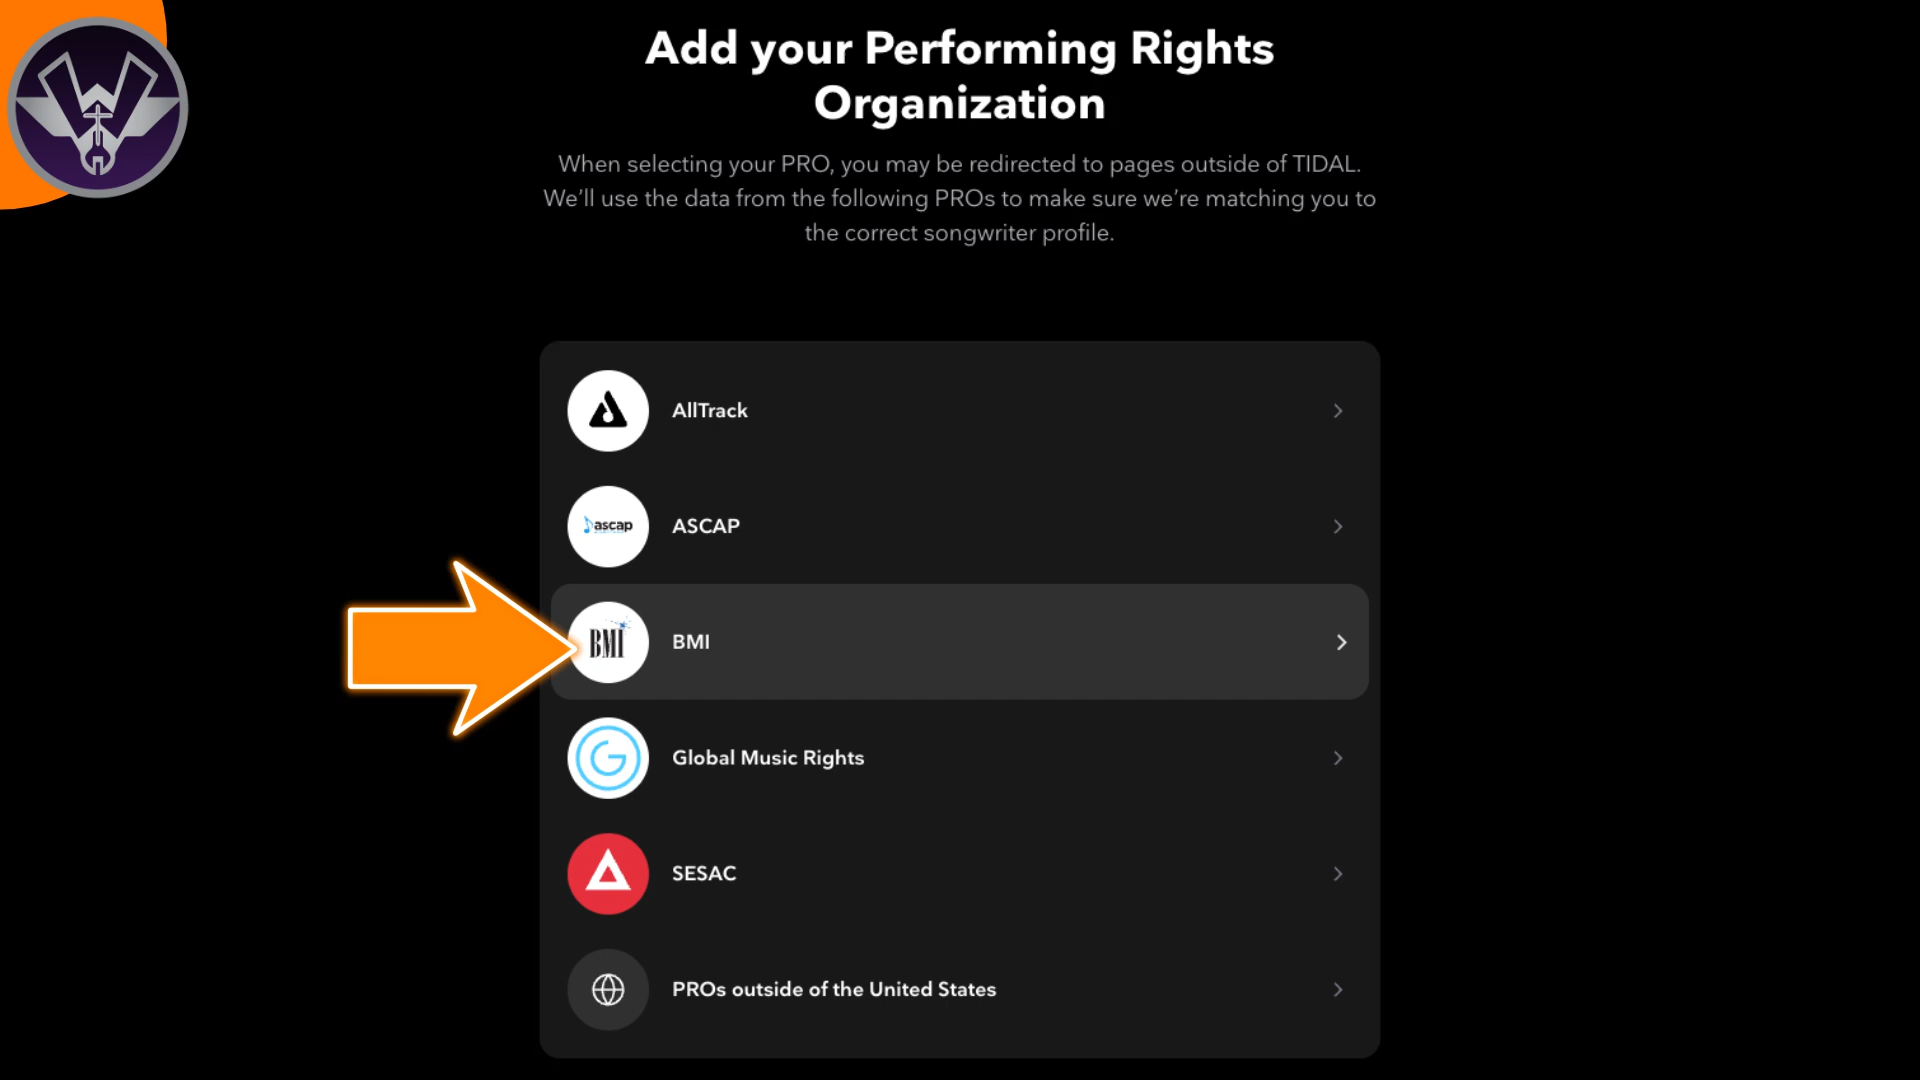 Add your Performing Rights
Organization
When selecting your PRO, you may be redirected to pages outside of TIDAL.
We’ll use the data from the following PROs to make sure we’re matching you to
the correct songwriter profile.
AllTrack
ascap
ASCAP
BMI
BMI
Global Music Rights
SESAC
PROs outside of the United States